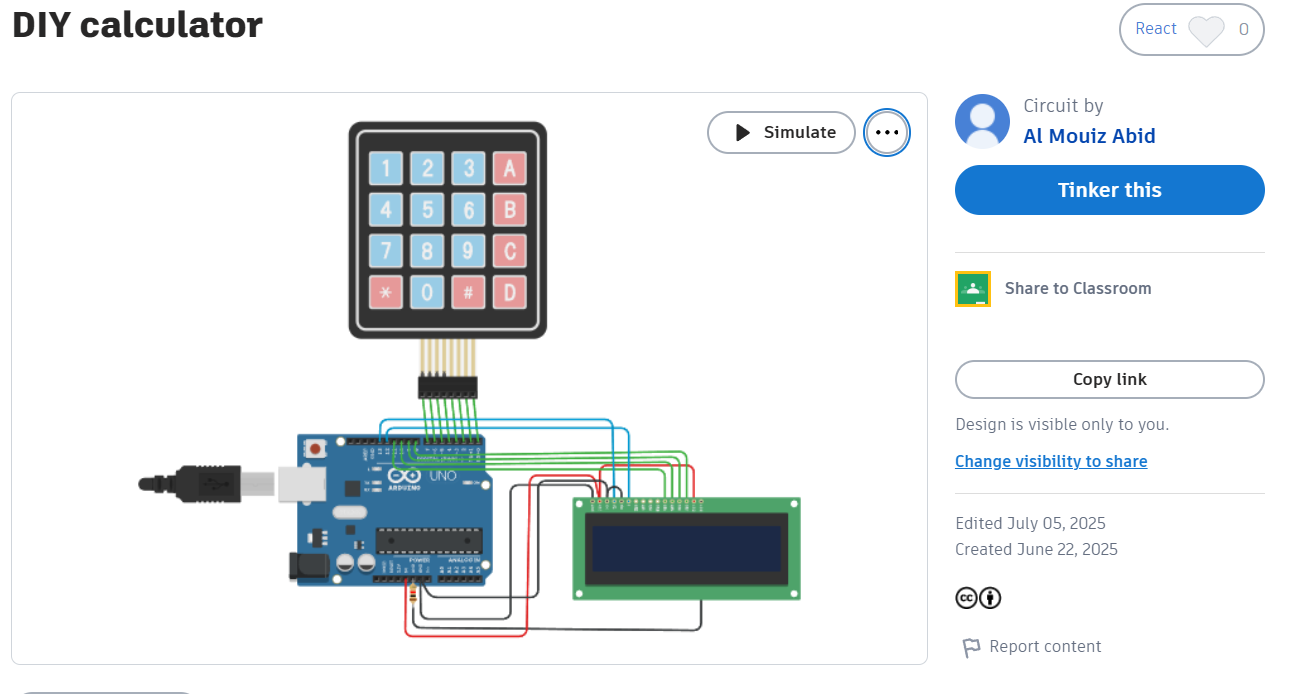 DIY calculator
React 0
Simulate
1 2 3 A
4 5 6 B
7 8 9 C
* 0 # D
UNO
ARDUINO
POWER
Circuit by
Al Mouiz Abid
Tinker this
Share to Classroom
Copy link
Design is visible only to you.
Change visibility to share
Edited July 05, 2025
Created June 22, 2025
cc
Report content